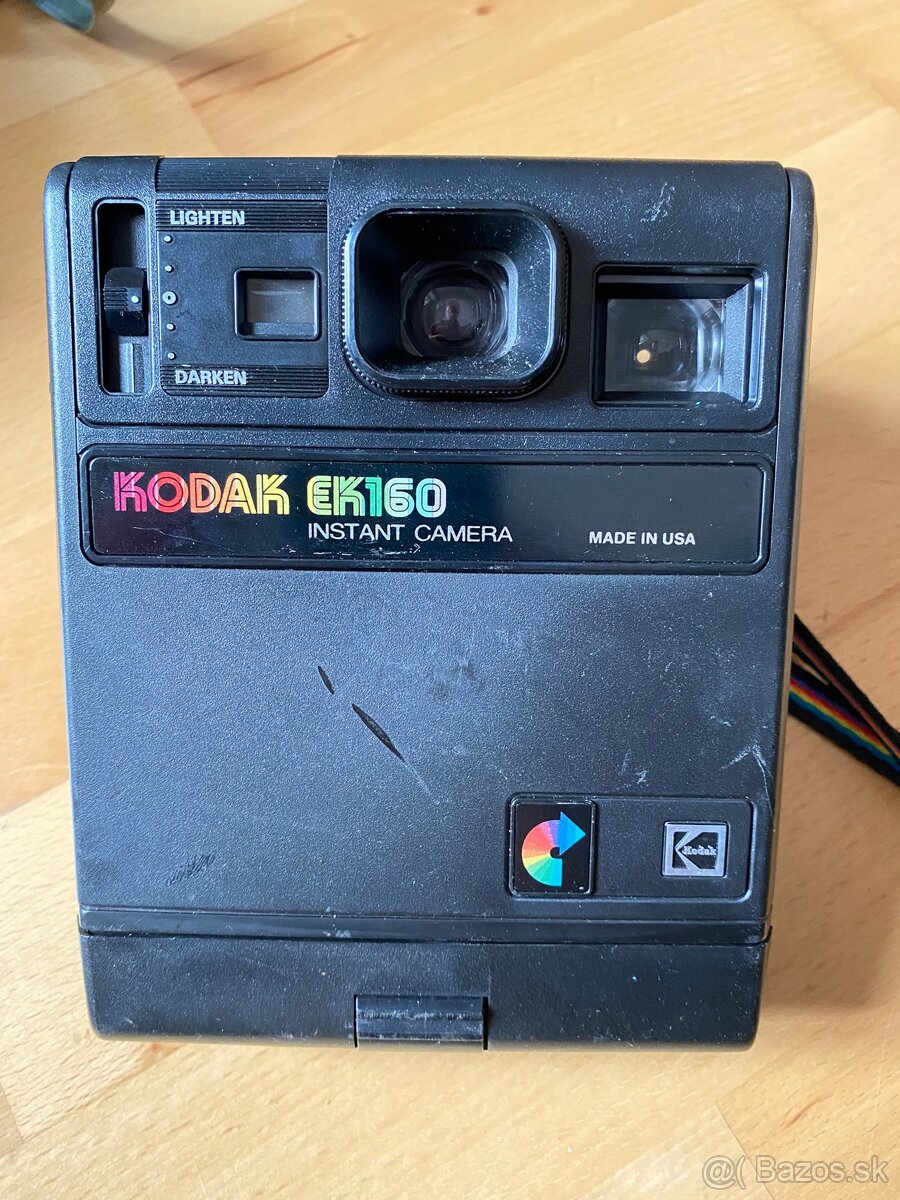 LIGHTEN
DARKEN
KODAK EK160
INSTANT CAMERA
MADE IN USA
Kodak
@( Bazos.sk